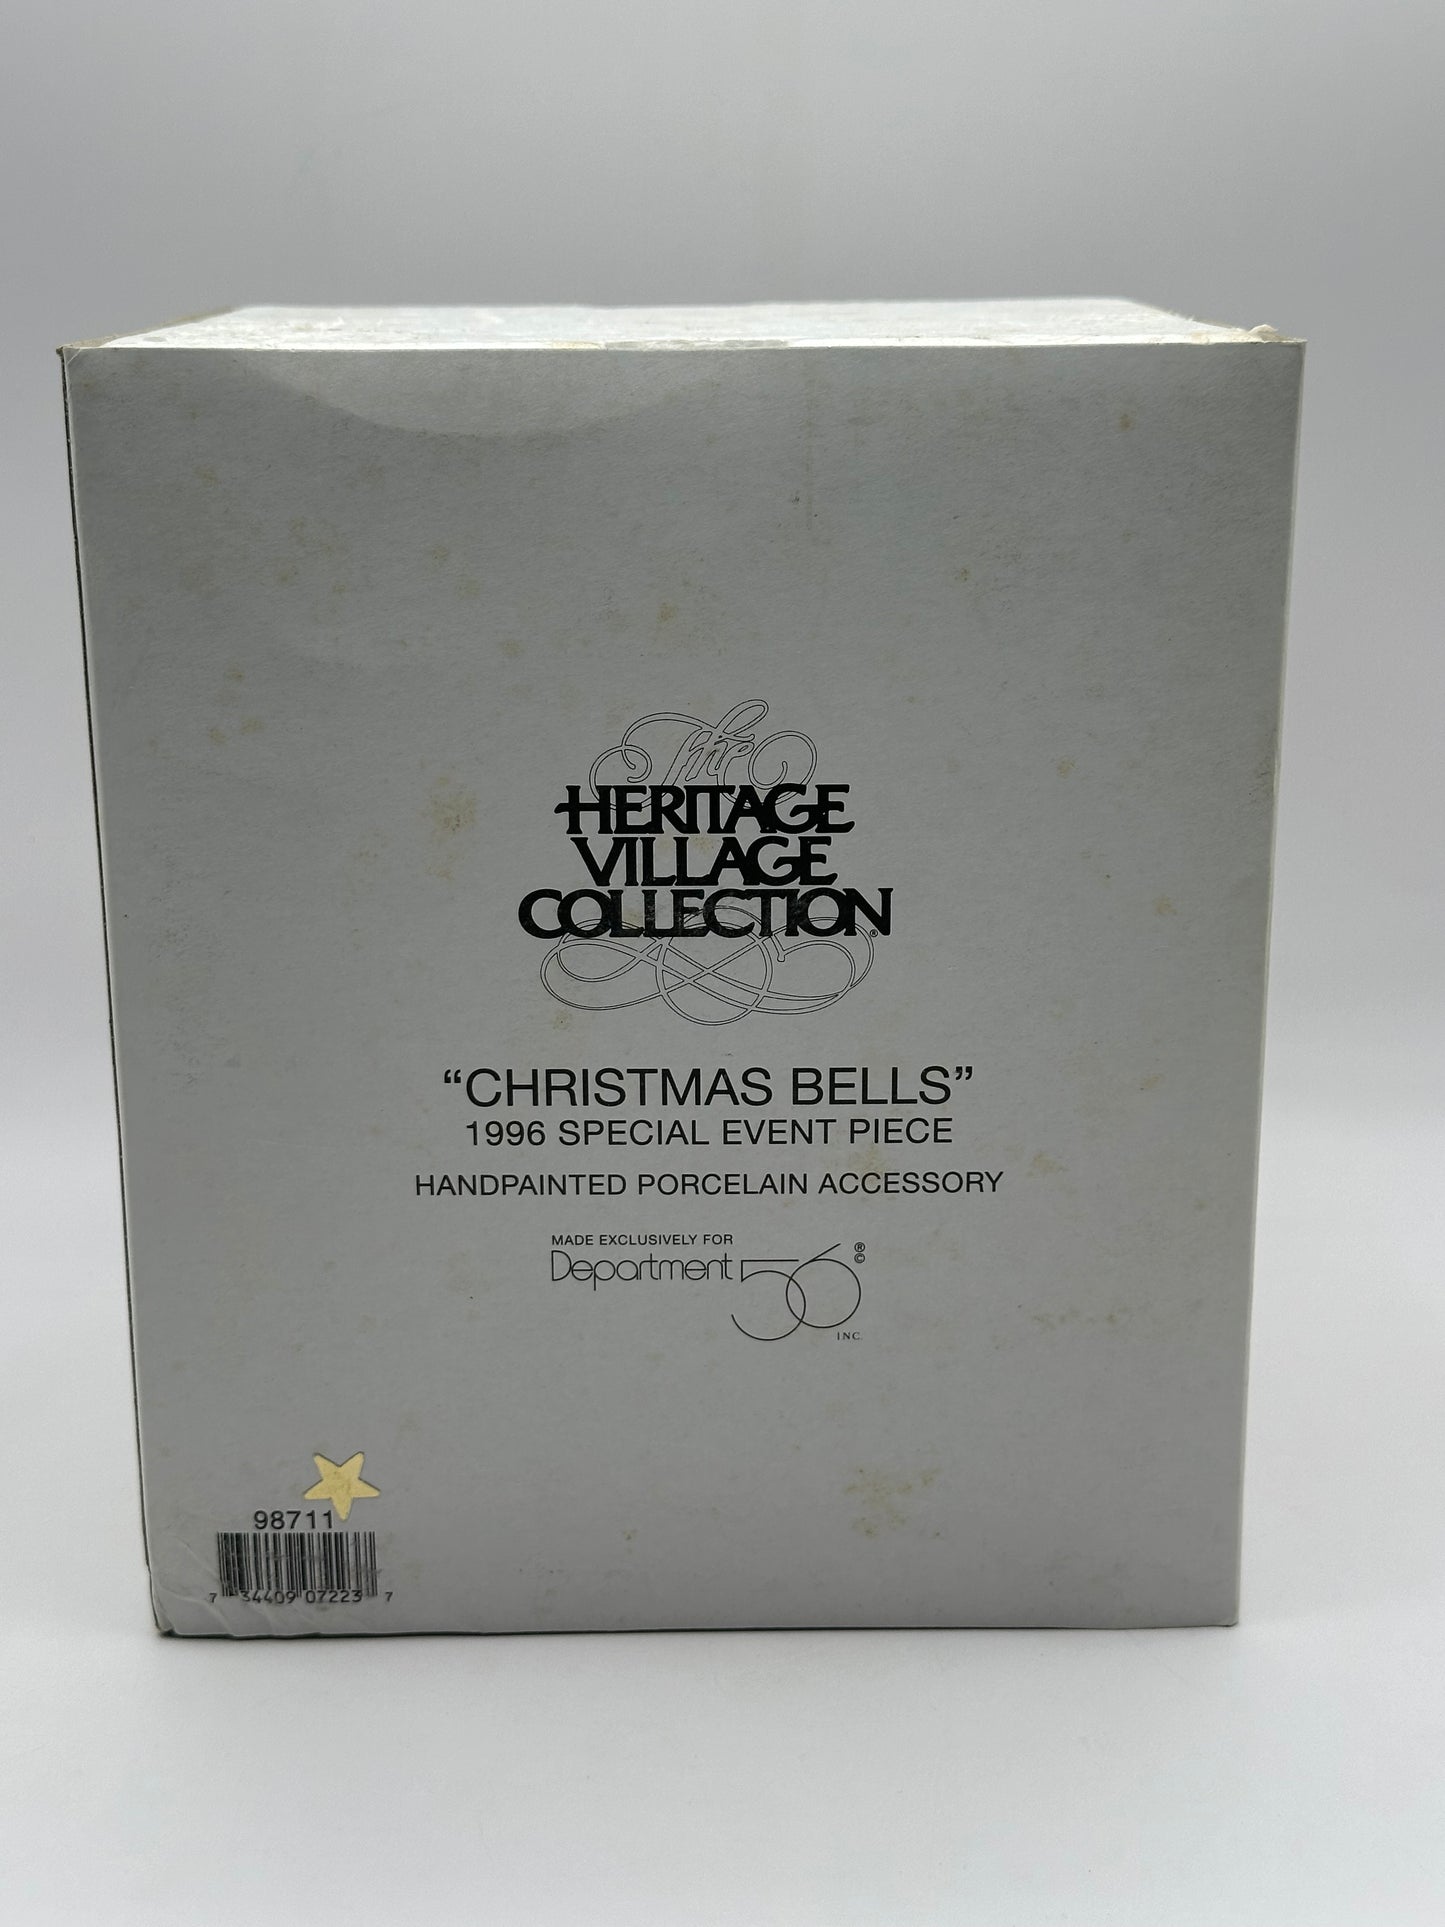 The
HERITAGE
VILLAGE
COLLECTION®
“CHRISTMAS BELLS”
1996 SPECIAL EVENT PIECE
HANDPAINTED PORCELAIN ACCESSORY
MADE EXCLUSIVELY FOR
Department 56 ® ©
INC.
98711
7 34409 07223 7